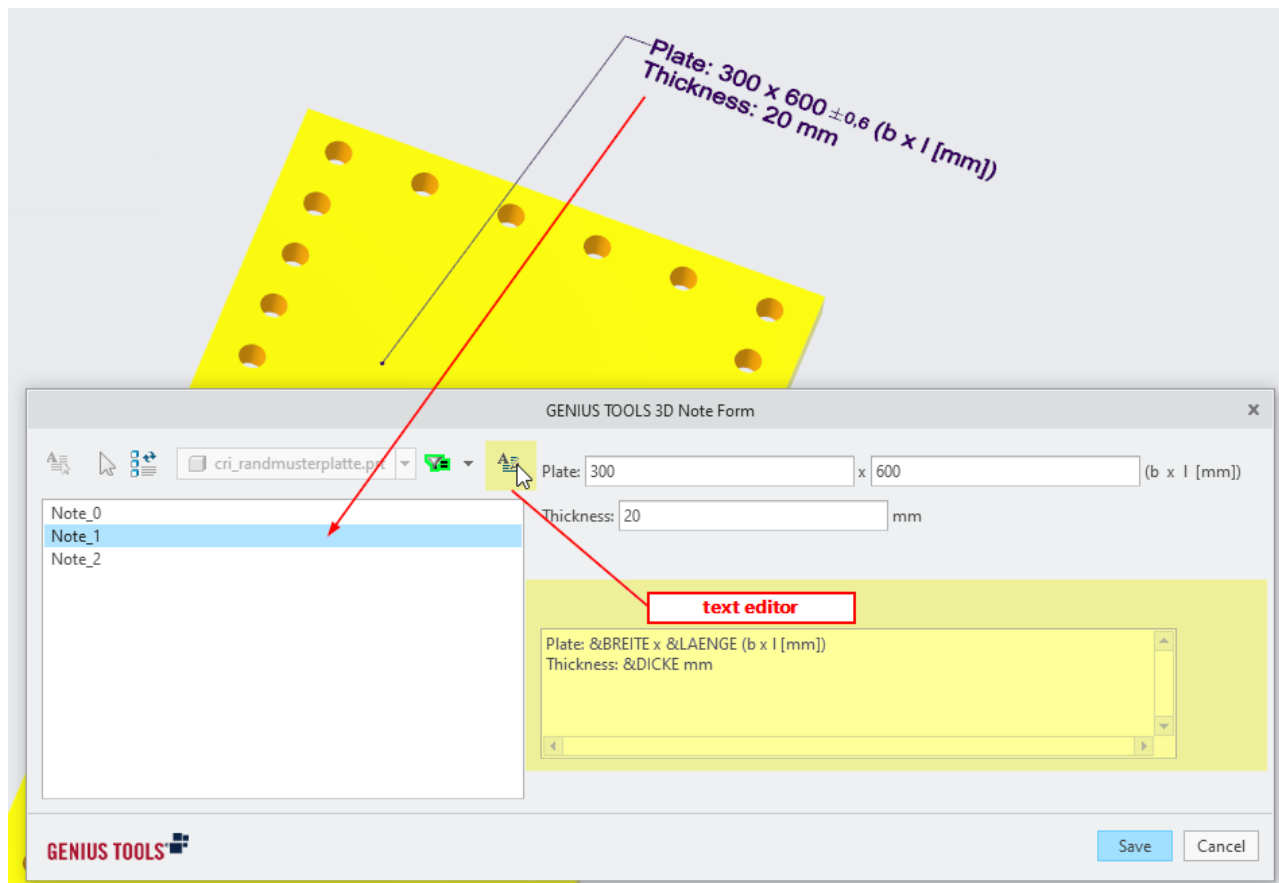 Plate: 300 x 600 ±0,6 (b x l [mm])
Thickness: 20 mm
GENIUS TOOLS 3D Note Form
x
cri_randmusterplatte.prt
Plate: 300 x 600 (b x l [mm])
Thickness: 20 mm
Note_0
Note_1
Note_2
text editor
Plate: &BREITE x &LAENGE (b x l [mm])
Thickness: &DICKE mm
GENIUS TOOLS
Save
Cancel